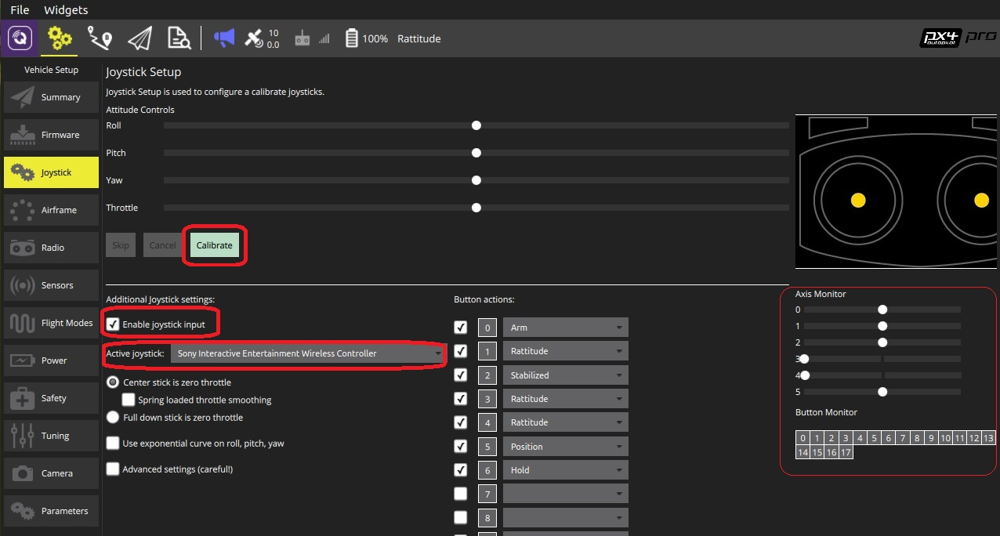 File Widgets
10
0.0
100% Rattitude
px4 pro
autopilot
Vehicle Setup
Summary
Firmware
Joystick
Airframe
Radio
Sensors
Flight Modes
Power
Safety
Tuning
Camera
Parameters
Joystick Setup
Joystick Setup is used to configure a calibrate joysticks.
Attitude Controls
Roll
Pitch
Yaw
Throttle
Skip Cancel Calibrate
Additional Joystick settings:
Enable joystick input
Active joystick: Sony Interactive Entertainment Wireless Controller
Center stick is zero throttle
Spring loaded throttle smoothing
Full down stick is zero throttle
Use exponential curve on roll, pitch, yaw
Advanced settings (careful!)
Button actions:
0 Arm
1 Rattitude
2 Stabilized
3 Rattitude
4 Rattitude
5 Position
6 Hold
7
8
Axis Monitor
0
1
2
3
4
5
Button Monitor
0 1 2 3 4 5 6 7 8 9 10 11 12 13
14 15 16 17